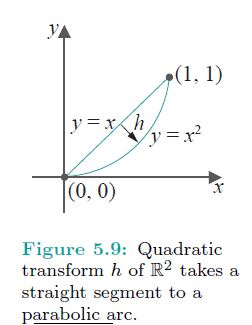 y
(1, 1)
y = x h
y = x²
(0, 0)
x
Figure 5.9: Quadratic
transform h of ℝ² takes a
straight segment to a
parabolic arc.